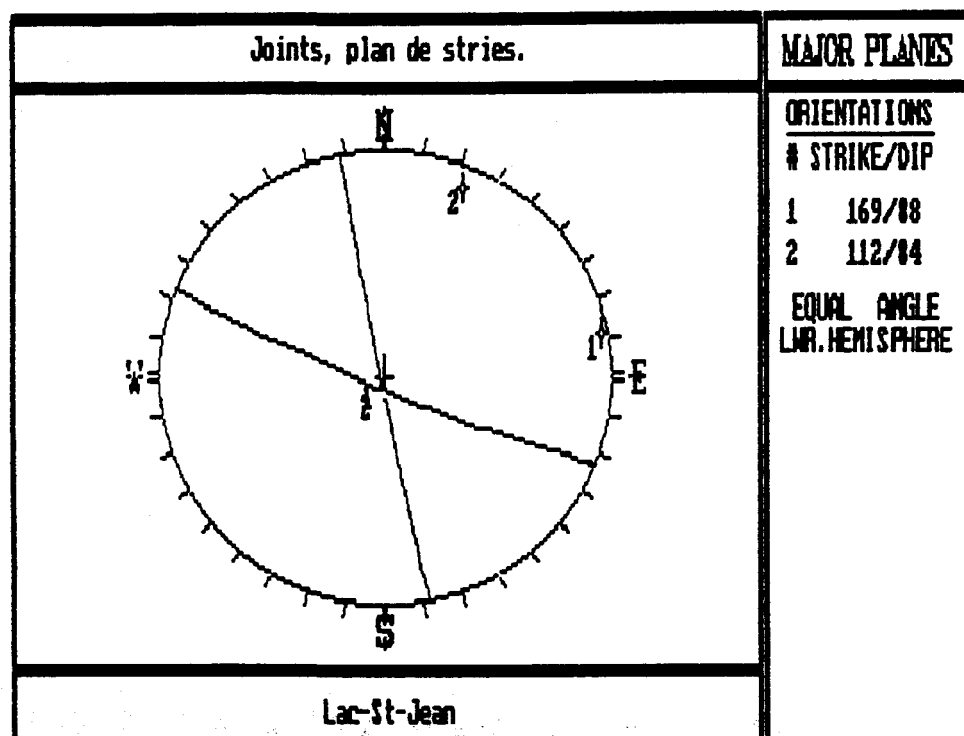 Joints, plan de stries.
MAJOR PLANES
ORIENTATIONS
# STRIKE/DIP
1 169/88
2 112/84
EQUAL ANGLE
LWR.HEMISPHERE
N
2
1
W
E
S
Lac-St-Jean